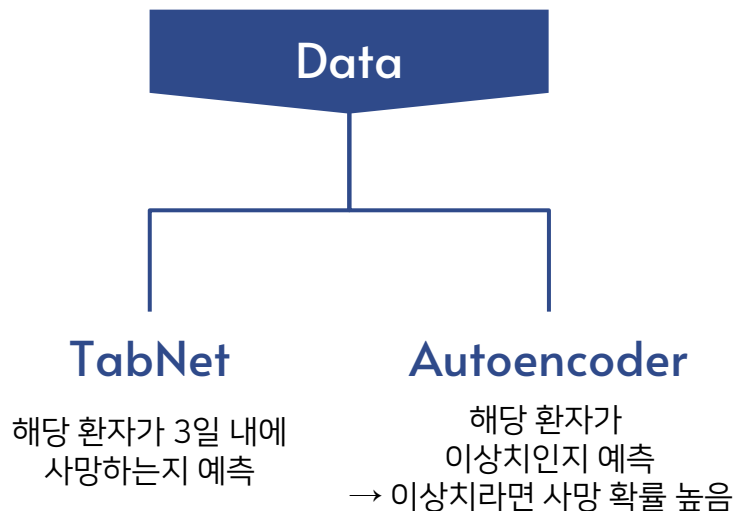 Data
TabNet
해당 환자가 3일 내에
사망하는지 예측
Autoencoder
해당 환자가
이상치인지 예측
→ 이상치라면 사망 확률 높음